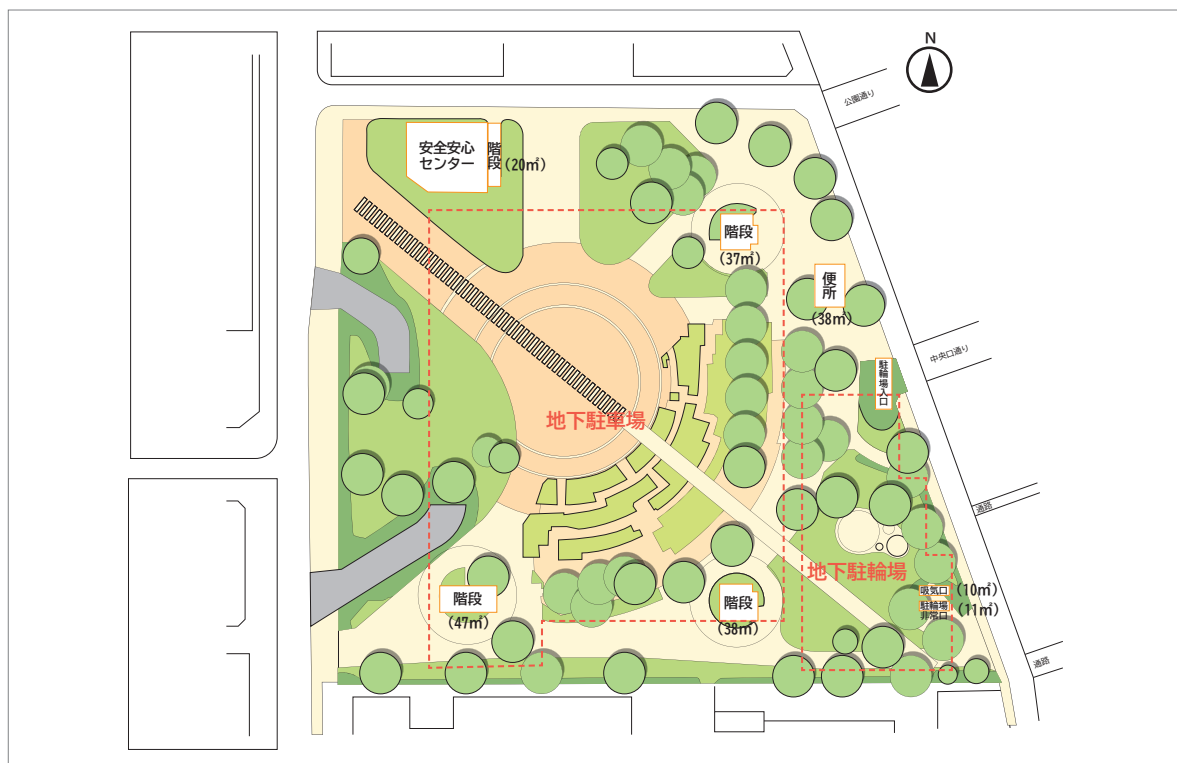 N
公園通り
安全安心
センター
階段
(20㎡)
階段
(37㎡)
便所
(38㎡)
中央口通り
駐輪場入口
地下駐車場
通路
地下駐輪場
吸気口
(10㎡)
駐輪場
非常口
(11㎡)
階段
(47㎡)
階段
(38㎡)
通路